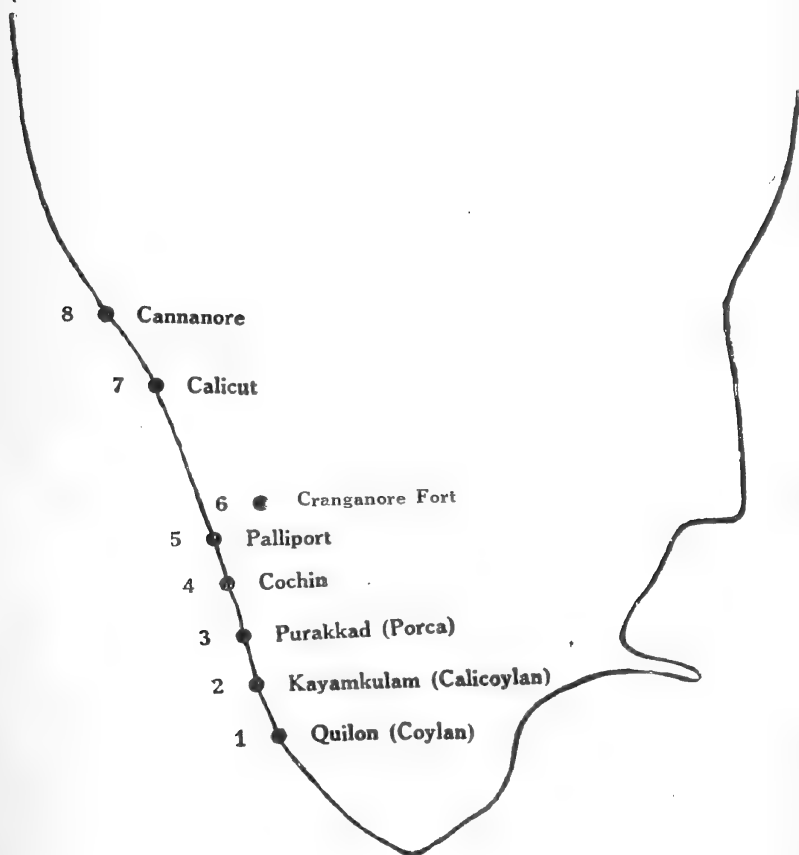 8 Cannanore
7 Calicut
6 Cranganore Fort
5 Palliport
4 Cochin
3 Purakkad (Porca)
2 Kayamkulam (Calicoylan)
1 Quilon (Coylan)